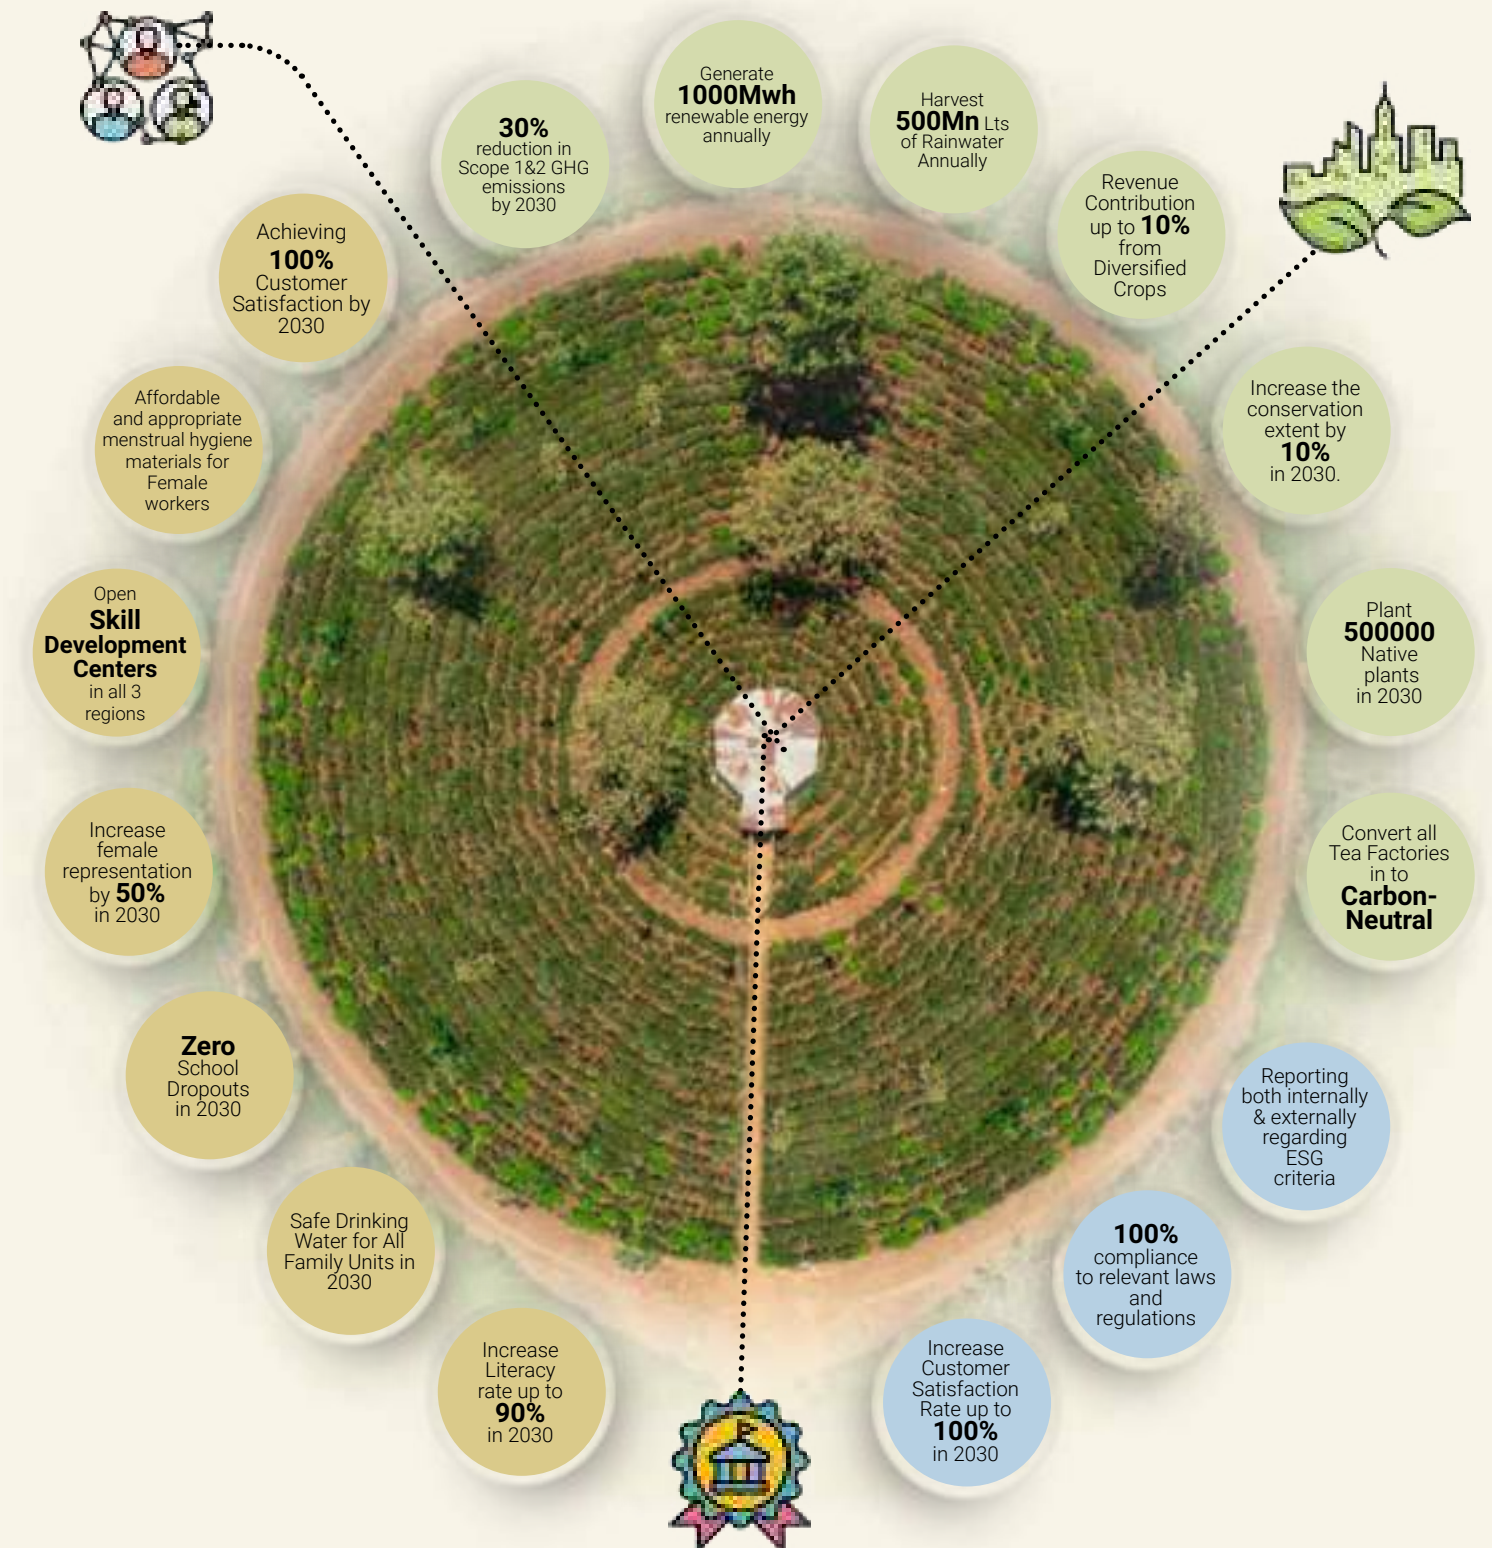 Generate
1000Mwh
renewable energy
annually
Harvest
500Mn Lts
of Rainwater
Annually
Revenue
Contribution
up to 10%
from
Diversified
Crops
Increase the
conservation
extent by
10%
in 2030.
Plant
500000
Native
plants
in 2030
Convert all
Tea Factories
in to
Carbon-
Neutral
Reporting
both internally
& externally
regarding
ESG
criteria
100%
compliance
to relevant laws
and
regulations
Increase
Customer
Satisfaction
Rate up to
100%
in 2030
Increase
Literacy
rate up to
90%
in 2030
Safe Drinking
Water for All
Family Units in
2030
Zero
School
Dropouts
in 2030
Increase
female
representation
by 50%
in 2030
Open
Skill
Development
Centers
in all 3
regions
Affordable
and appropriate
menstrual hygiene
materials for
Female
workers
Achieving
100%
Customer
Satisfaction by
2030
30%
reduction in
Scope 1&2 GHG
emissions
by 2030